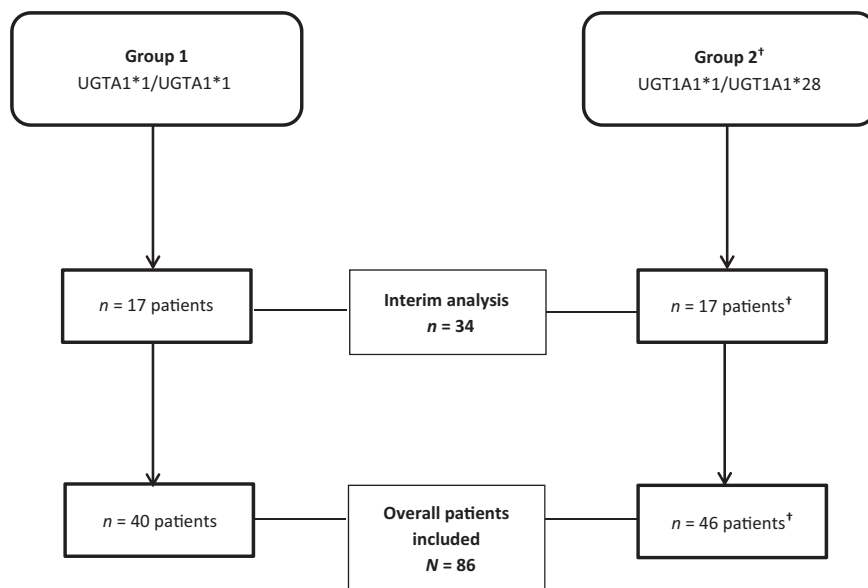 Group 1
UGTA1*1/UGTA1*1
Group 2†
UGT1A1*1/UGT1A1*28
n = 17 patients
Interim analysis
n = 34
n = 17 patients†
n = 40 patients
Overall patients
included
N = 86
n = 46 patients†